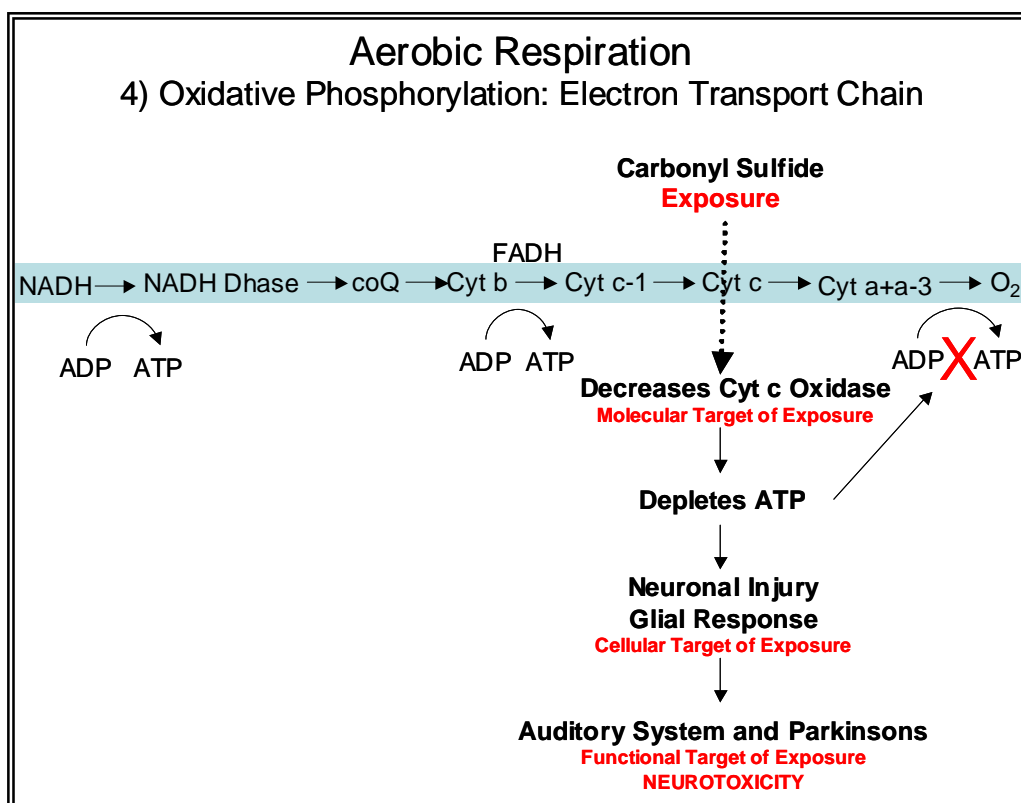 Aerobic Respiration
4) Oxidative Phosphorylation: Electron Transport Chain
Carbonyl Sulfide
Exposure
FADH
NADH NADH Dhase coQ Cyt b Cyt c-1 Cyt c Cyt a+a-3 O₂
ADP ATP ADP ATP ADP X ATP
Decreases Cyt c Oxidase
Molecular Target of Exposure
Depletes ATP
Neuronal Injury
Glial Response
Cellular Target of Exposure
Auditory System and Parkinsons
Functional Target of Exposure
NEUROTOXICITY